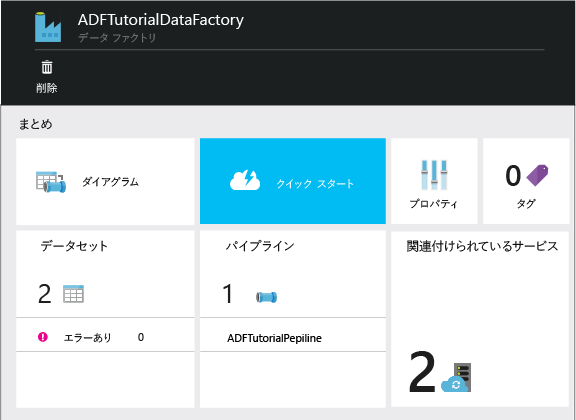 ADFTutorialDataFactory
データ ファクトリ
削除
まとめ
ダイアグラム
クイック スタート
プロパティ
0
タグ
データセット
2
エラーあり 0
パイプライン
1
ADFTutorialPepiline
関連付けられているサービス
2